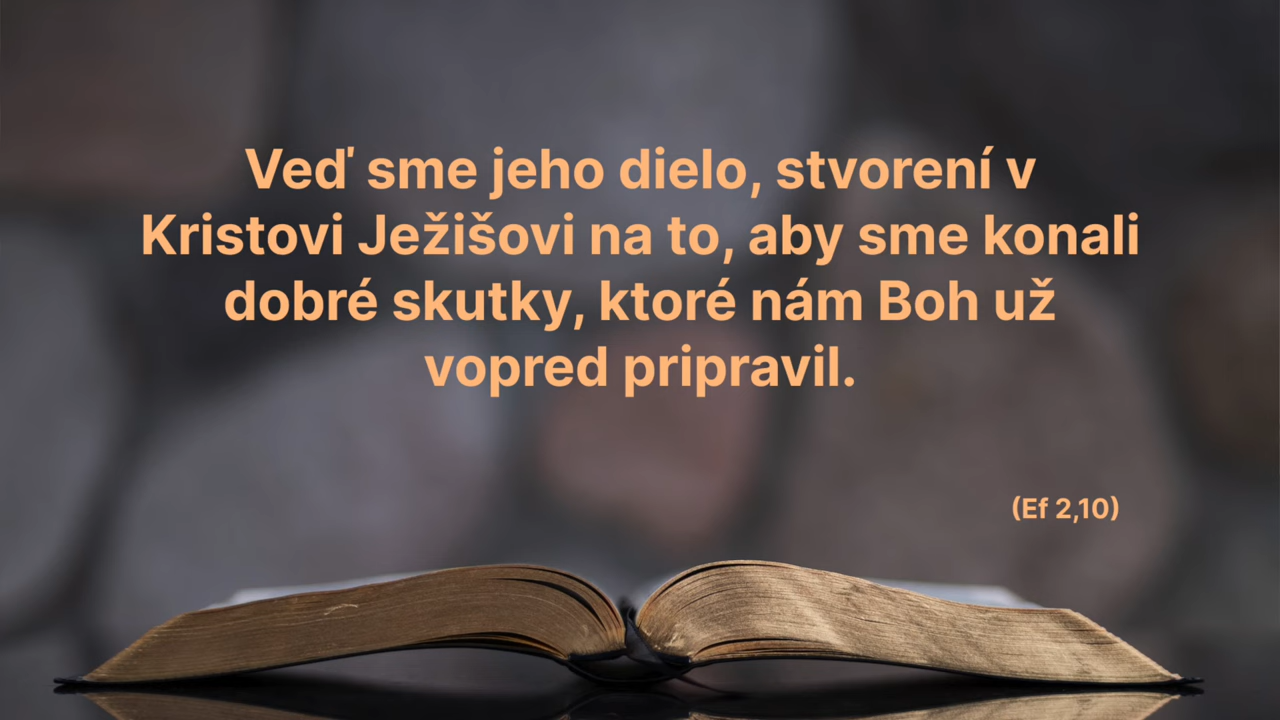 Veď sme jeho dielo, stvorení v
Kristovi Ježišovi na to, aby sme konali
dobré skutky, ktoré nám Boh už
vopred pripravil.
(Ef 2,10)